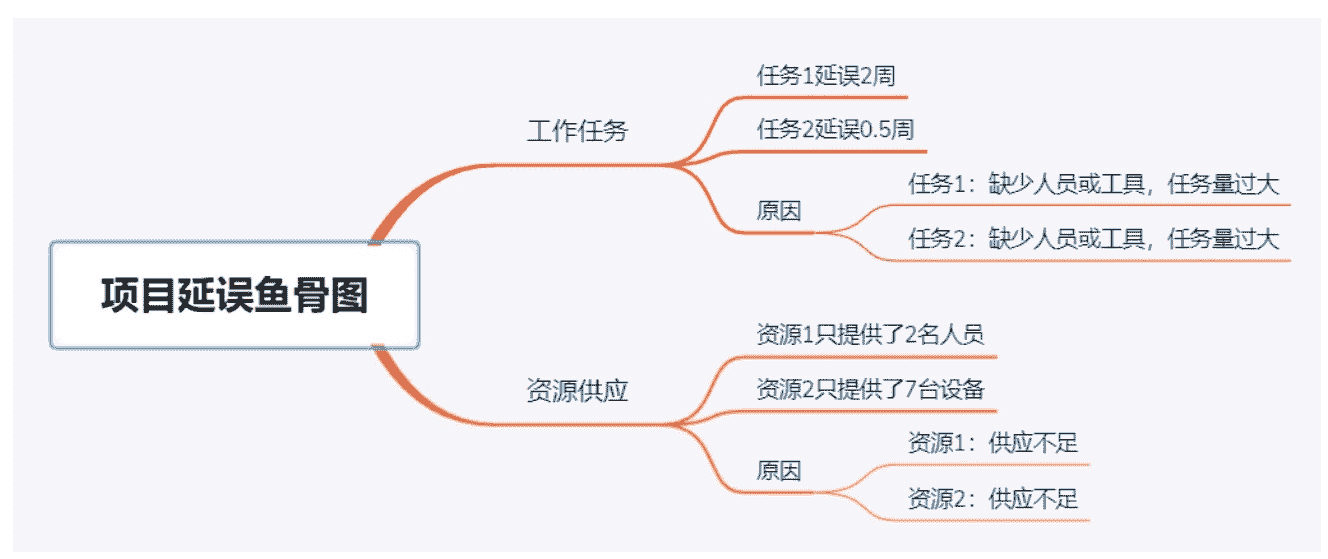 项目延误鱼骨图
工作任务
任务1延误2周
任务2延误0.5周
原因
任务1：缺少人员或工具，任务量过大
任务2：缺少人员或工具，任务量过大
资源供应
资源1只提供了2名人员
资源2只提供了7台设备
原因
资源1：供应不足
资源2：供应不足